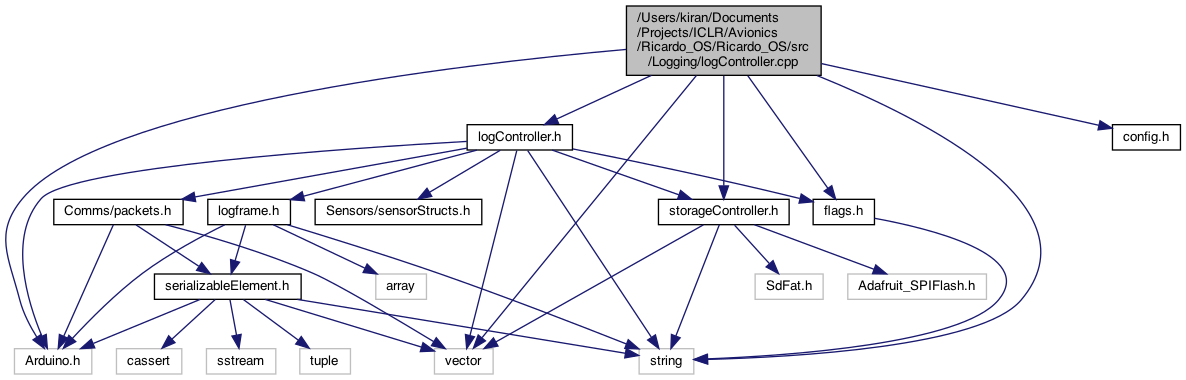 /Users/kiran/Documents
/Projects/ICLR/Avionics
/Ricardo_OS/Ricardo_OS/src
/Logging/logController.cpp
logController.h
config.h
Comms/packets.h
logframe.h
Sensors/sensorStructs.h
storageController.h
flags.h
serializableElement.h
array
SdFat.h
Adafruit_SPIFlash.h
Arduino.h
cassert
sstream
tuple
vector
string